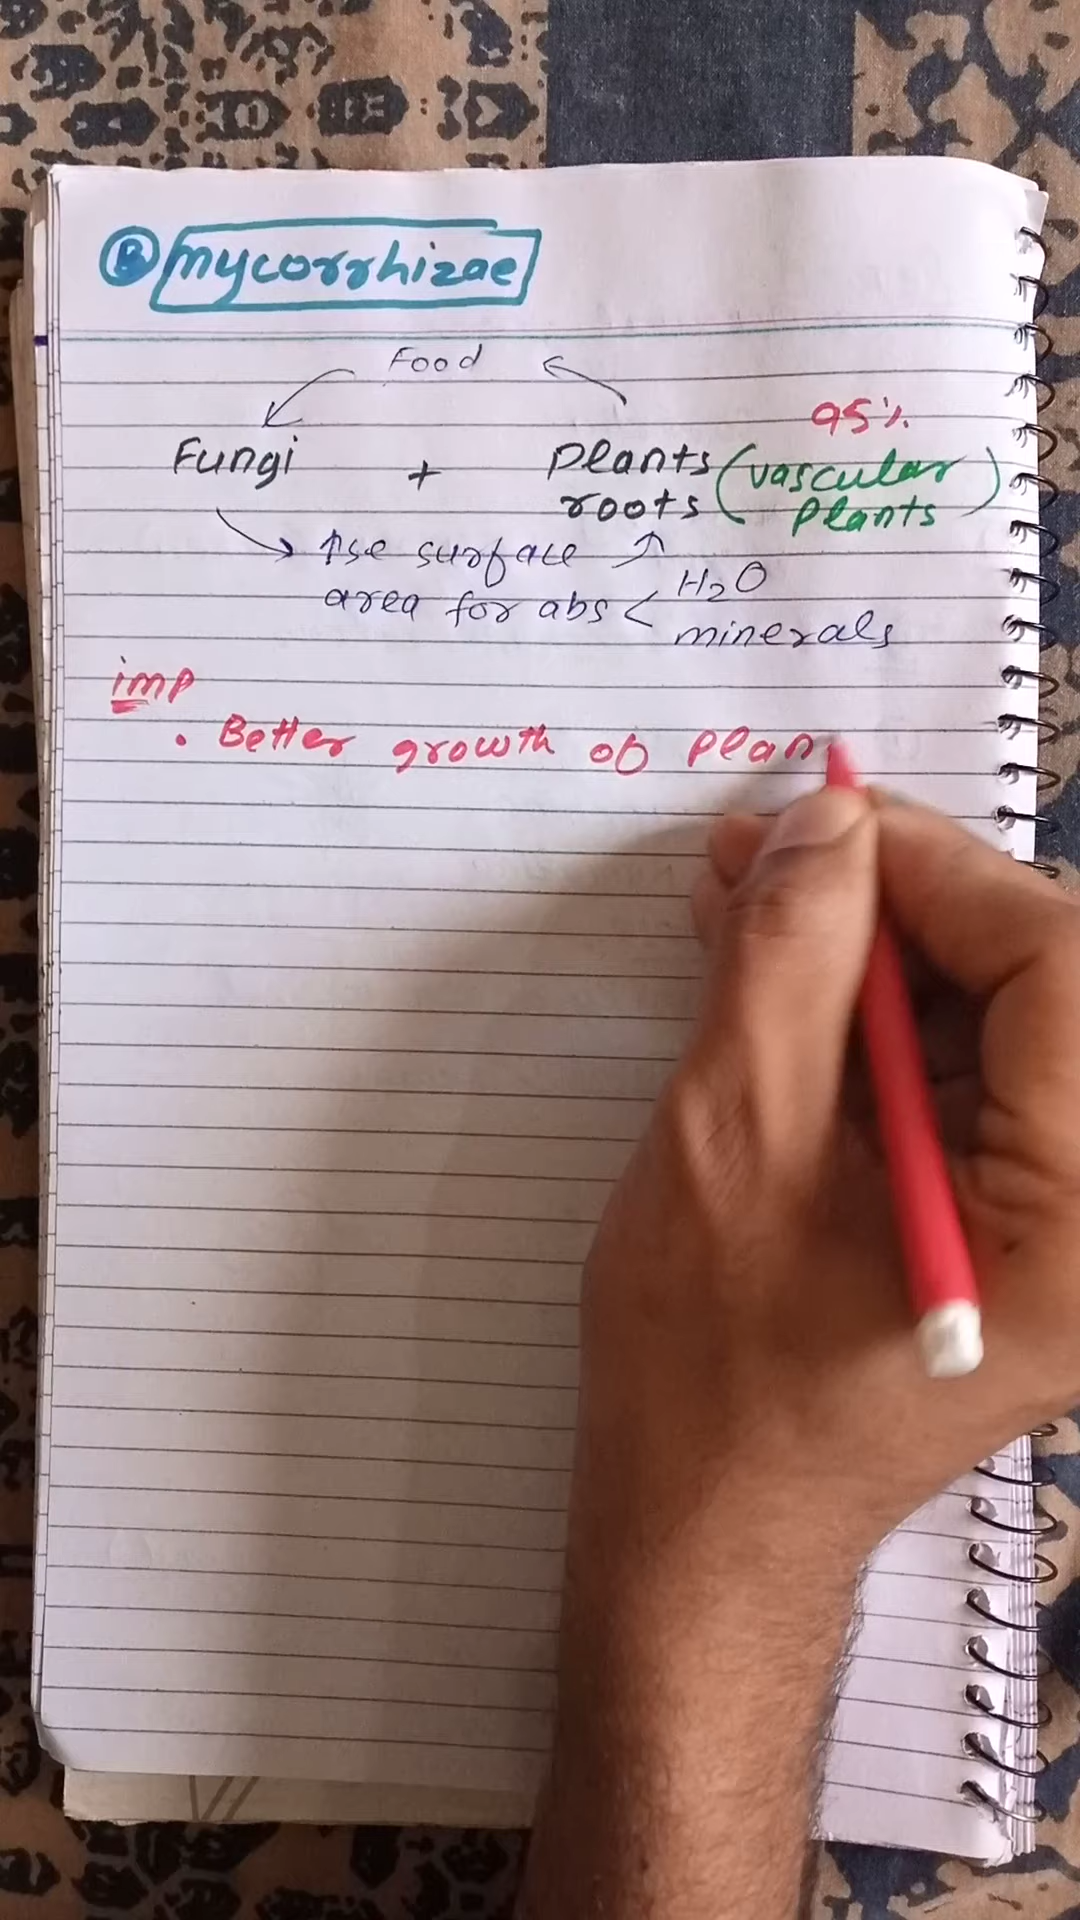 B mycorrhizae
Food
95%
Fungi + Plants (vascular
roots plants)
↑se surface
H2O
area for abs <
minerals
imp
. Better growth of Plan